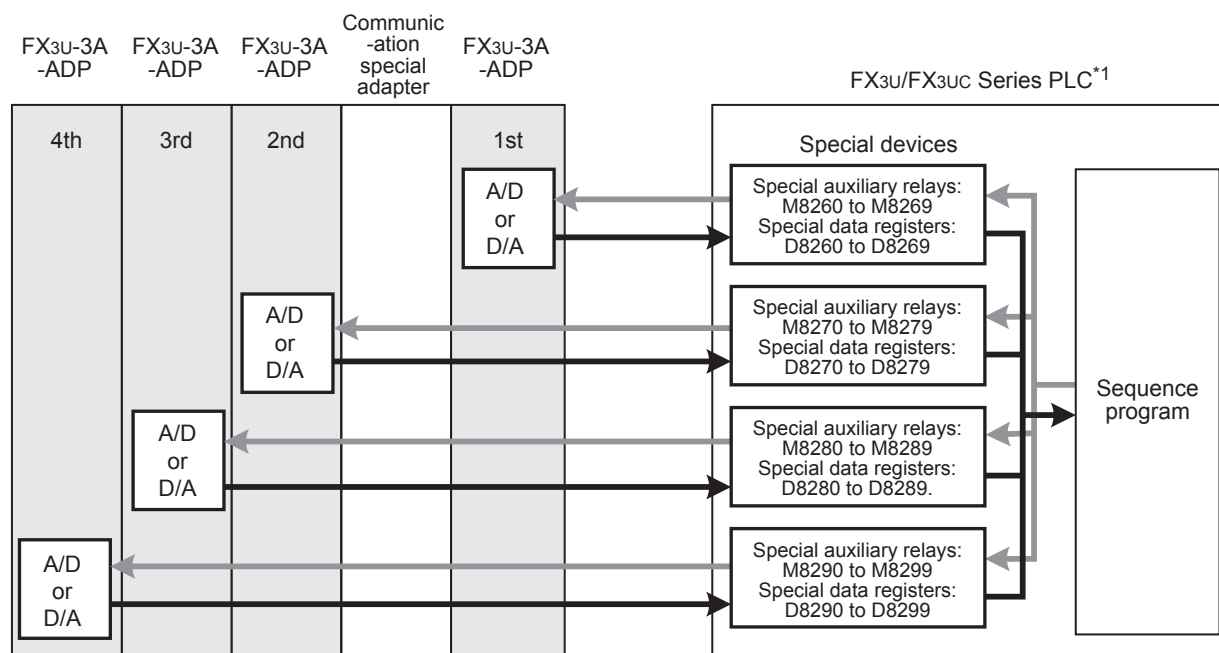 FX3U-3A
-ADP
FX3U-3A
-ADP
FX3U-3A
-ADP
Communic
-ation
special
adapter
FX3U-3A
-ADP
FX3U/FX3UC Series PLC*1
4th
3rd
2nd
1st
Special devices
A/D
or
D/A
Special auxiliary relays:
M8260 to M8269
Special data registers:
D8260 to D8269
A/D
or
D/A
Special auxiliary relays:
M8270 to M8279
Special data registers:
D8270 to D8279
Sequence
program
A/D
or
D/A
Special auxiliary relays:
M8280 to M8289
Special data registers:
D8280 to D8289.
A/D
or
D/A
Special auxiliary relays:
M8290 to M8299
Special data registers:
D8290 to D8299